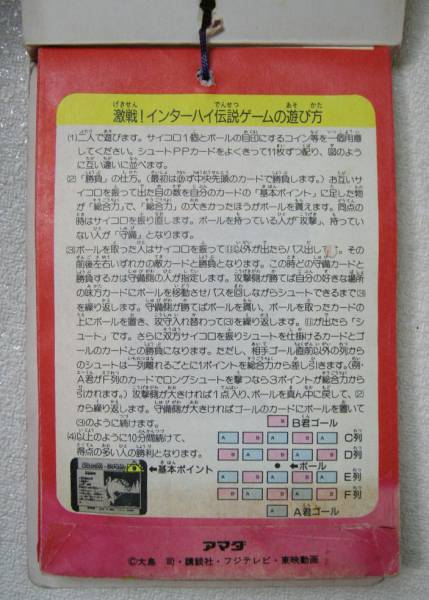 激戦！インターハイ伝説ゲームの遊び方
(1)二人で遊びます。サイコロ1個とボールの目印にするコイン等を一個用意
してください。シュートPPカードをよくきって11枚ずつ配り、図のよう
に互い違いに並べます。
(2)「勝負」の仕方。(最初は必ず中央先頭のカードで勝負します。)お互いサ
イコロを振って出た目の数を自分のカードの「基本ポイント」に足した物
が「総合力」で、「総合力」の大きかったほうがボールを貰えます。同点の
時はサイコロを振り直します。ボールを持っている人が「攻撃」、持ってい
ない人が「守備」となります。
(3)ボールを取った人はサイコロを振って⚀以外が出たらパス出して、その
前後を右いずれかの敵カードと勝負となります。この時どの守備カードと
勝負するかは守備側の人が指定します。攻撃側が勝てば自分の好きな場所
の味方カードにボールを移動させパスを回しながらシュートできるまで(3)
を繰り返します。守備側が勝てばボールを貰い、ボールを取ったカードの
上にボールを置き、攻守入れ替わって(3)を繰り返します。⚀が出たら「シ
ュート」です。さらに双方サイコロを振りシュートを仕掛けるカードとゴ
ールのカードとの勝負になります。ただし、相手ゴール直前以外の列から
のシュートは一列離れるごとに1ポイントを総合力から差し引きます。(例・
A君がF列のカードでロングシュートを撃つなら3ポイントが総合力から
引かれます。)攻撃側が大きければ1点入り、ボールを真ん中に戻して、(2)
から繰り返します。守備側が大きければゴールのカードにボールを置いて
(3)のように続けます。
(4)以上のように10分間続けて、
得点の多い人の勝利となります。
←基本ポイント
B B君ゴール
A B A B A C列
B A B A B D列
●←ボール
A B A B A E列
B A B A B F列
A A君ゴール
アマダ
©大島 司・講談社・フジテレビ・東映動画